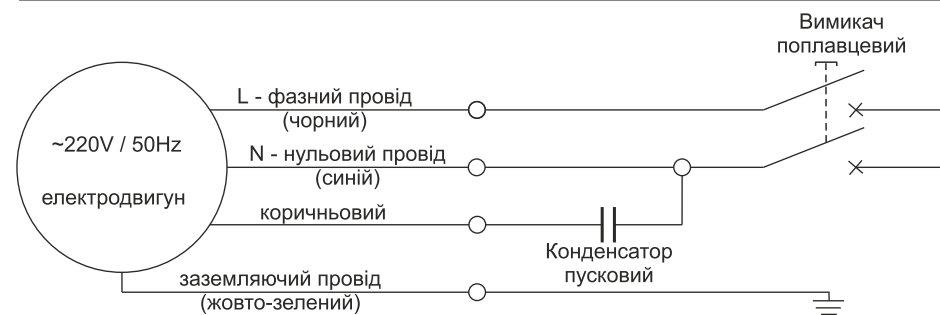 Вимикач
поплавцевий
L - фазний провід
(чорний)
~220V / 50Hz
N - нульовий провід
(синій)
електродвигун
коричньовий
Конденсатор
пусковий
заземляючий провід
(жовто-зелений)